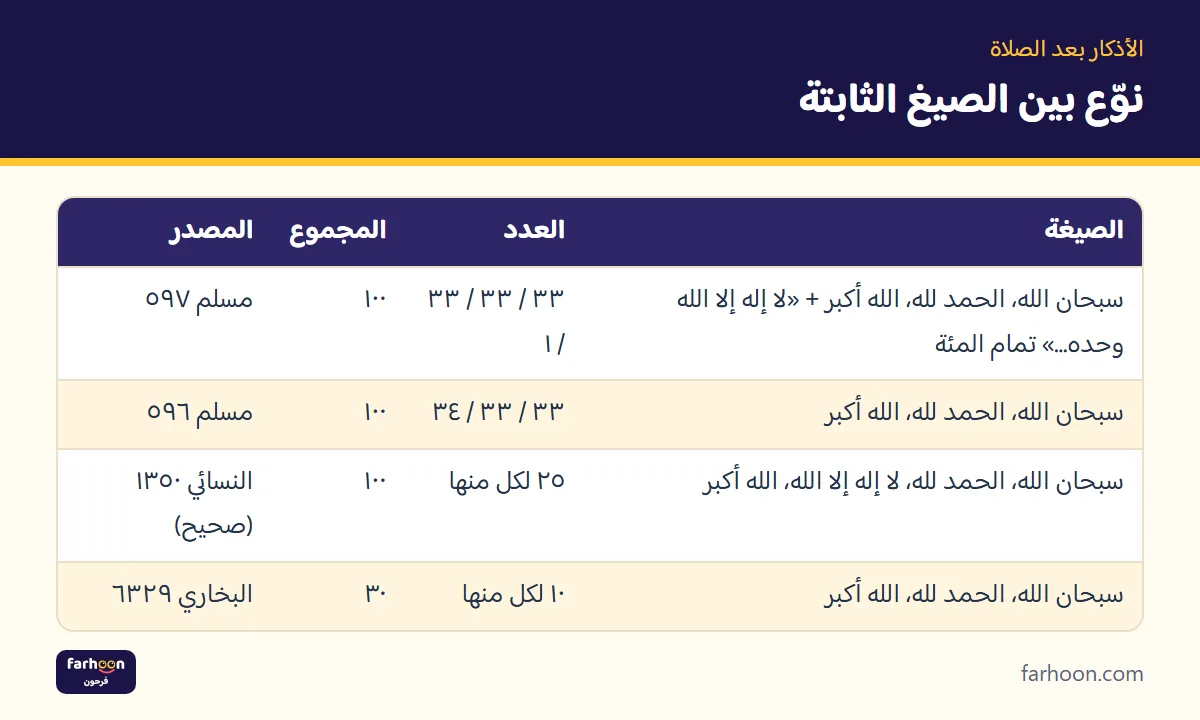 الأذكار بعد الصلاة
نوّع بين الصيغ الثابتة
الصيغة العدد المجموع المصدر
سبحان الله، الحمد لله، الله أكبر + «لا إله إلا الله ٣٣ / ٣٣ / ٣٣ ١٠٠ مسلم ٥٩٧
وحده...» تمام المئة / ١
سبحان الله، الحمد لله، الله أكبر ٣٣ / ٣٣ / ٣٤ ١٠٠ مسلم ٥٩٦
سبحان الله، الحمد لله، لا إله إلا الله، الله أكبر ٢٥ لكل منها ١٠٠ النسائي ١٣٥٠
(صحيح)
سبحان الله، الحمد لله، الله أكبر ١٠ لكل منها ٣٠ البخاري ٦٣٢٩
farhoon.com
farhoon
فرحون